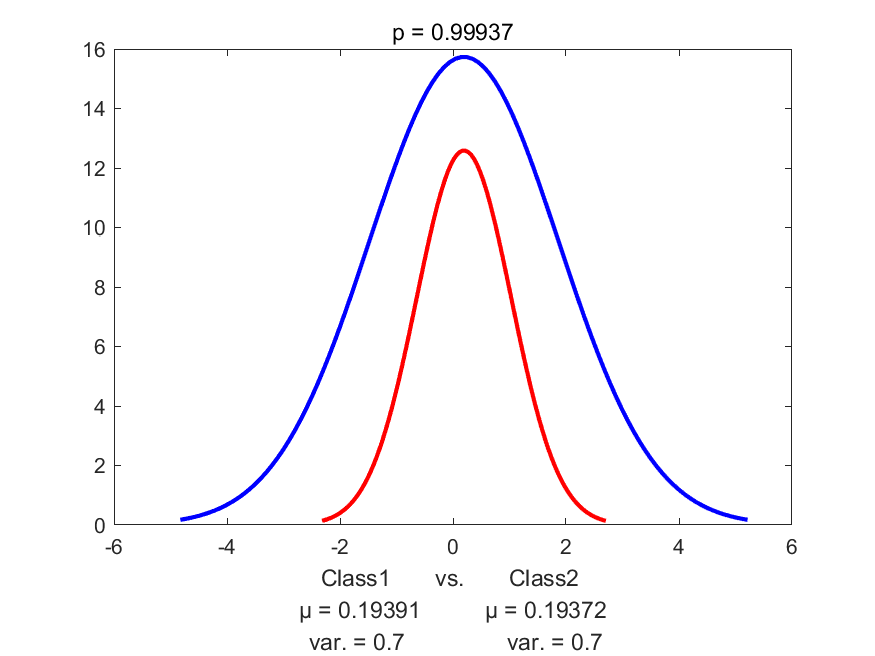 p = 0.99937
16
14
12
10
8
6
4
2
0
-6 -4 -2 0 2 4 6
Class1 vs. Class2
μ = 0.19391 μ = 0.19372
var. = 0.7 var. = 0.7